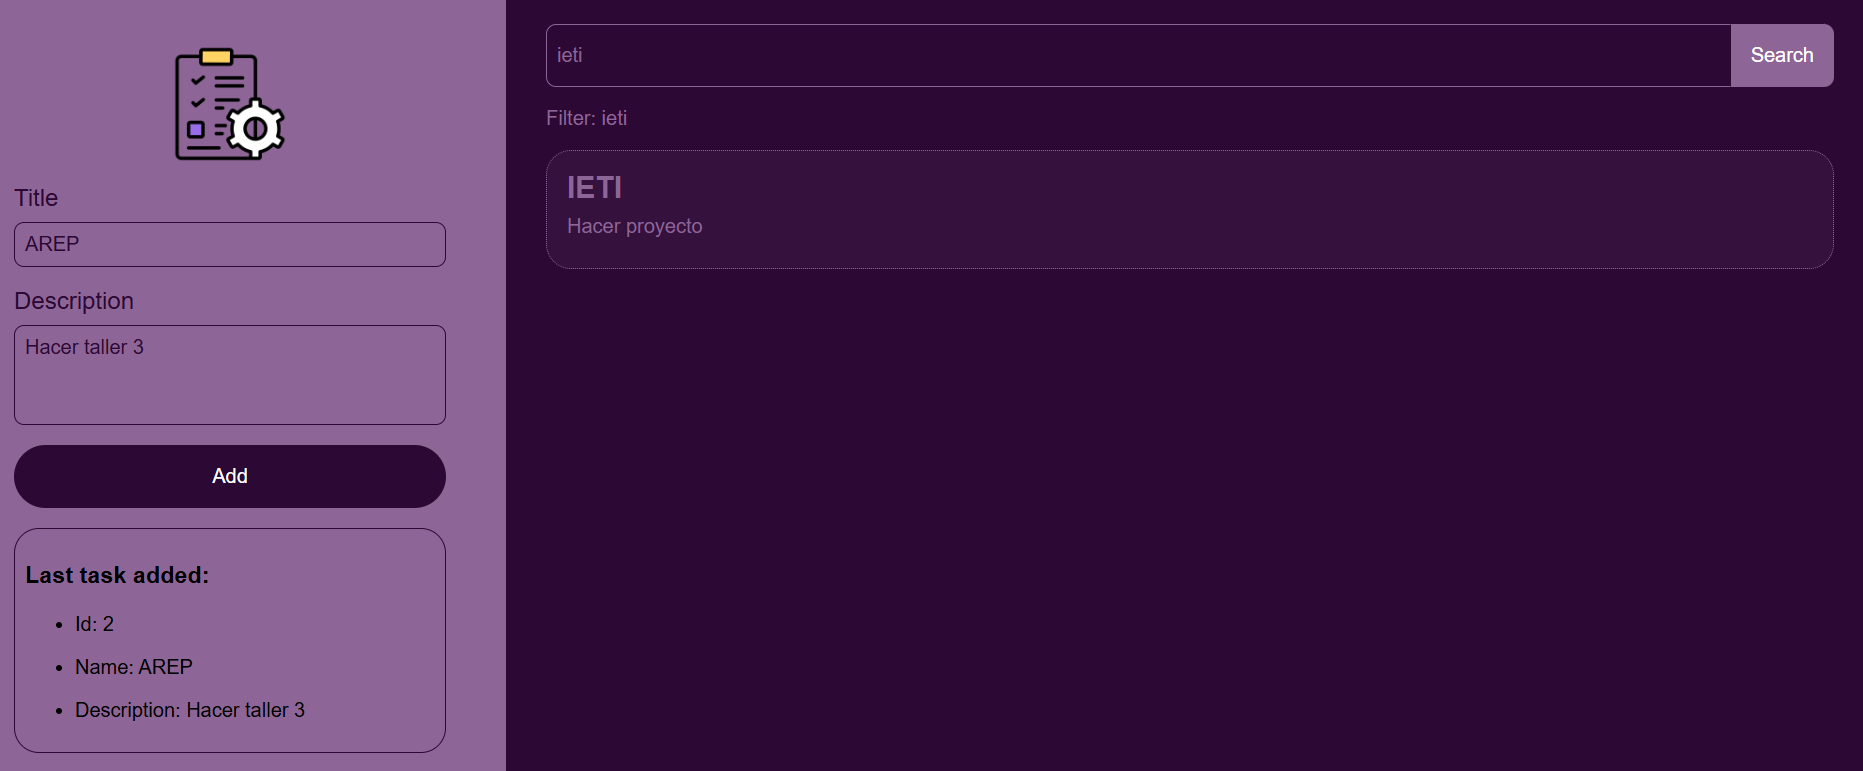 Title
AREP
Description
Hacer taller 3
Add
Last task added:
Id: 2
Name: AREP
Description: Hacer taller 3
ieti
Search
Filter: ieti
IETI
Hacer proyecto